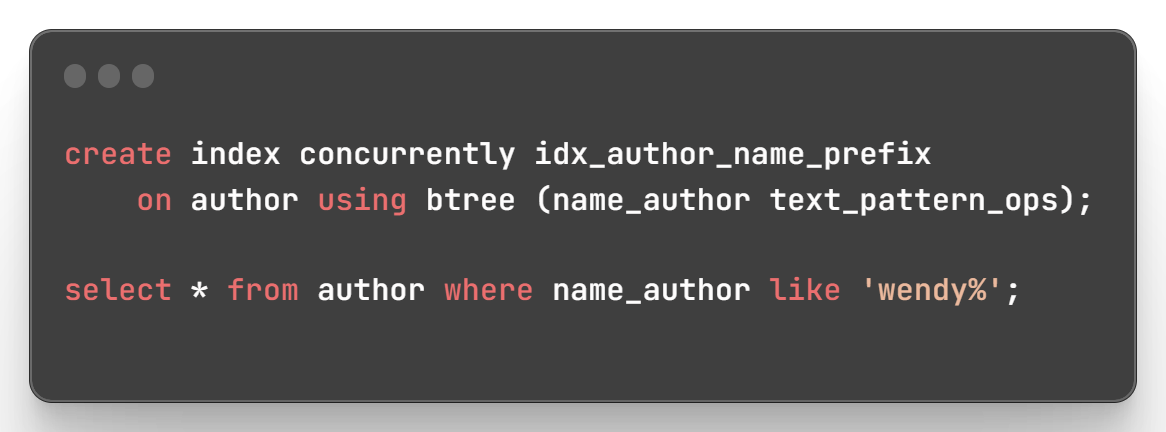 create index concurrently idx_author_name_prefix
    on author using btree (name_author text_pattern_ops);
select * from author where name_author like 'wendy%';